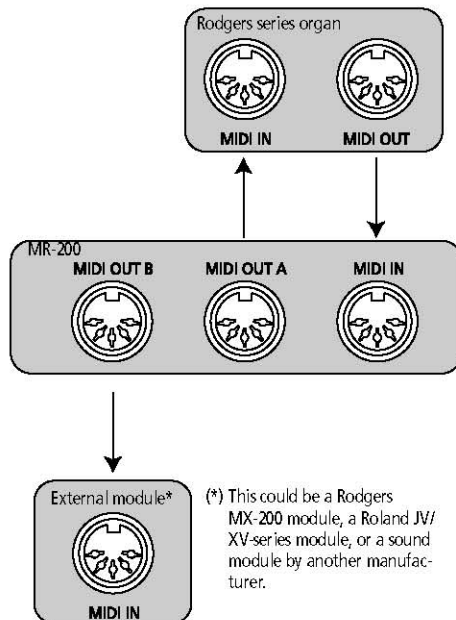 Rodgers series organ
MIDI IN MIDI OUT
MR-200
MIDI OUT B MIDI OUT A MIDI IN
External module*
MIDI IN
(*) This could be a Rodgers
MX-200 module, a Roland JV/
XV-series module, or a sound
module by another manufac-
turer.